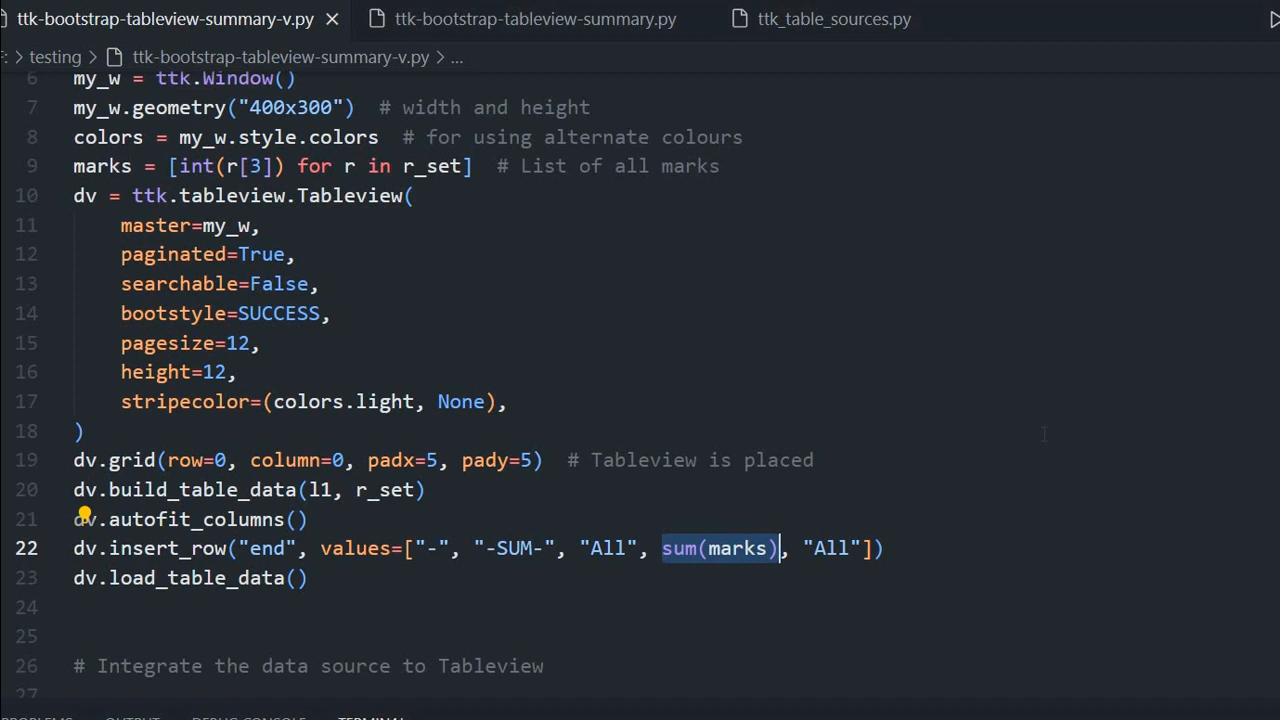 ttk-bootstrap-tableview-summary-v.py
ttk-bootstrap-tableview-summary.py
ttk_table_sources.py
F: > testing > ttk-bootstrap-tableview-summary-v.py > ...
6 my_w = ttk.Window()
7 my_w.geometry("400x300")  # width and height
8 colors = my_w.style.colors  # for using alternate colours
9 marks = [int(r[3]) for r in r_set]  # List of all marks
10 dv = ttk.tableview.Tableview(
11     master=my_w,
12     paginated=True,
13     searchable=False,
14     bootstyle=SUCCESS,
15     pagesize=12,
16     height=12,
17     stripecolor=(colors.light, None),
18 )
19 dv.grid(row=0, column=0, padx=5, pady=5)  # Tableview is placed
20 dv.build_table_data(l1, r_set)
21 dv.autofit_columns()
22 dv.insert_row("end", values=["-", "-SUM-", "All", sum(marks), "All"])
23 dv.load_table_data()
24
25
26 # Integrate the data source to Tableview
27
PROBLEMS OUTPUT DEBUG CONSOLE TERMINAL